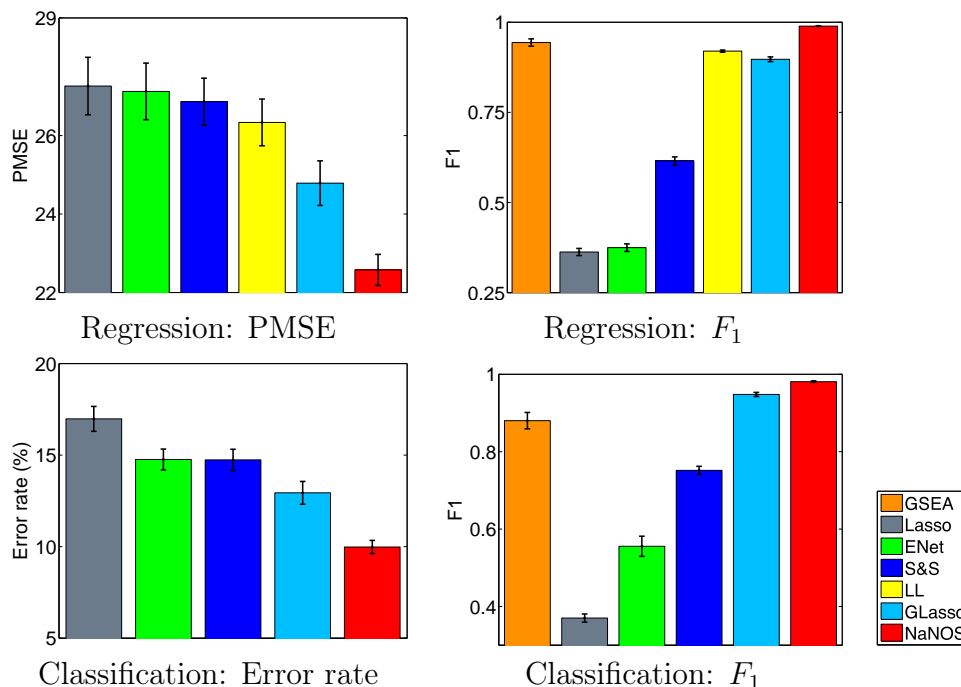 29
26
24
22
PMSE
Regression: PMSE
1
0.75
0.5
0.25
F1
Regression: F1
20
15
10
5
Error rate (%)
Classification: Error rate
1
0.8
0.6
0.4
F1
Classification: F1
GSEA
Lasso
ENet
S&S
LL
GLasso
NaNOS